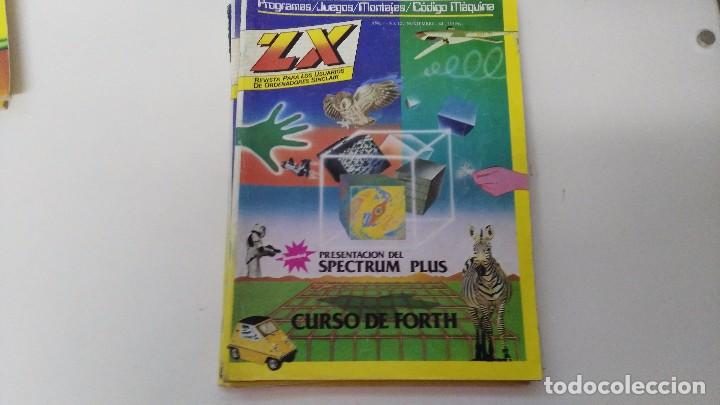 Programas/Juegos/Montajes/Código Máquina
ZX
REVISTA PARA LOS USUARIOS
DE ORDENADORES SINCLAIR
PRESENTACION DEL
SPECTRUM PLUS
CURSO DE FORTH
todocoleccion.net